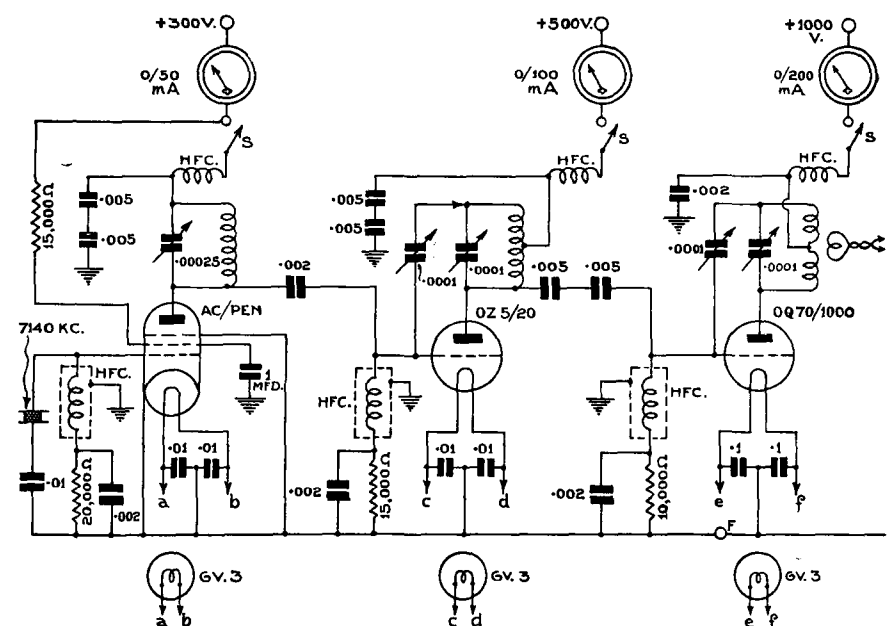 +300V.
+500V.
+1000
V.
0/50
mA
0/100
mA
0/200
mA
S
S
S
HFC.
HFC.
HFC.
15,000Ω
·005
·005
·00025
·002
·005
·005
·0001
·0001
·005
·005
·002
·0001
·0001
AC/PEN
OZ 5/20
OQ70/1000
7140 KC.
HFC.
1
MFD.
HFC.
HFC.
·01
20,000Ω
·002
·01
·01
a
b
·002
15,000Ω
·01
·01
c
d
·002
10,000Ω
·1
·1
e
f
F
GV.3
GV.3
GV.3
a
b
c
d
e
f